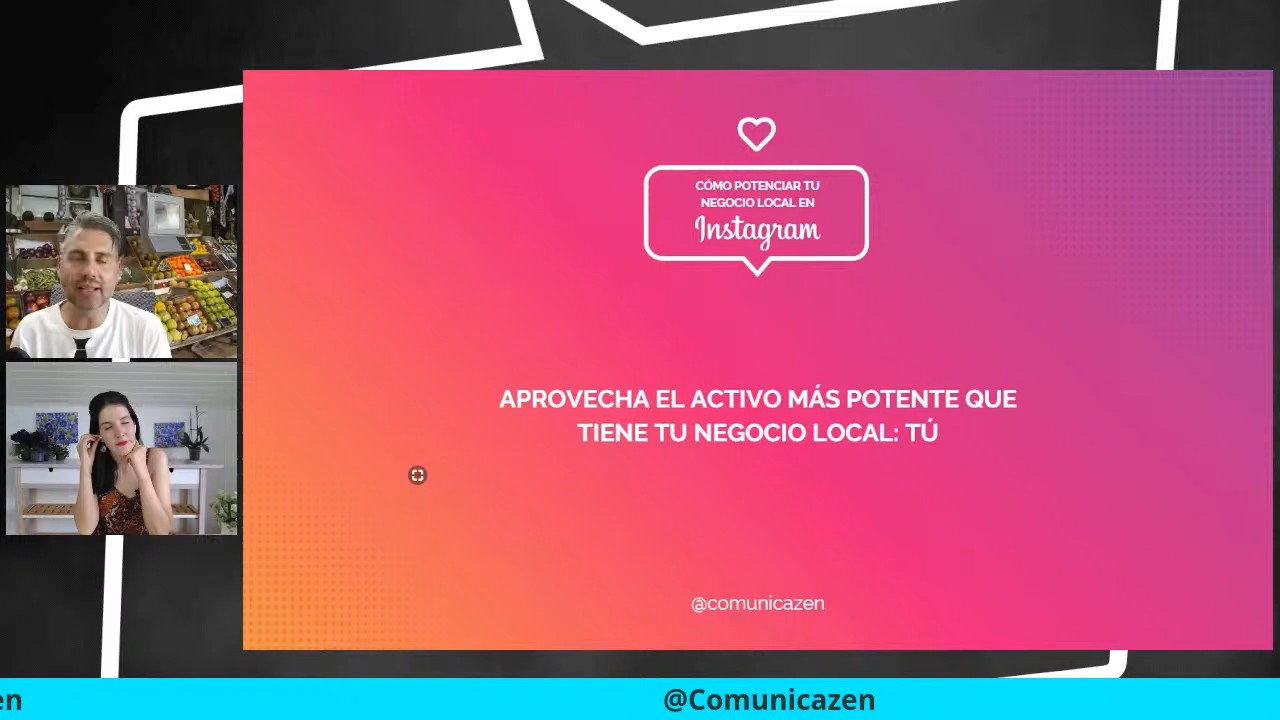 CÓMO POTENCIAR TU
NEGOCIO LOCAL EN
Instagram
APROVECHA EL ACTIVO MÁS POTENTE QUE
TIENE TU NEGOCIO LOCAL: TÚ
@comunicazen
en
@Comunicazen